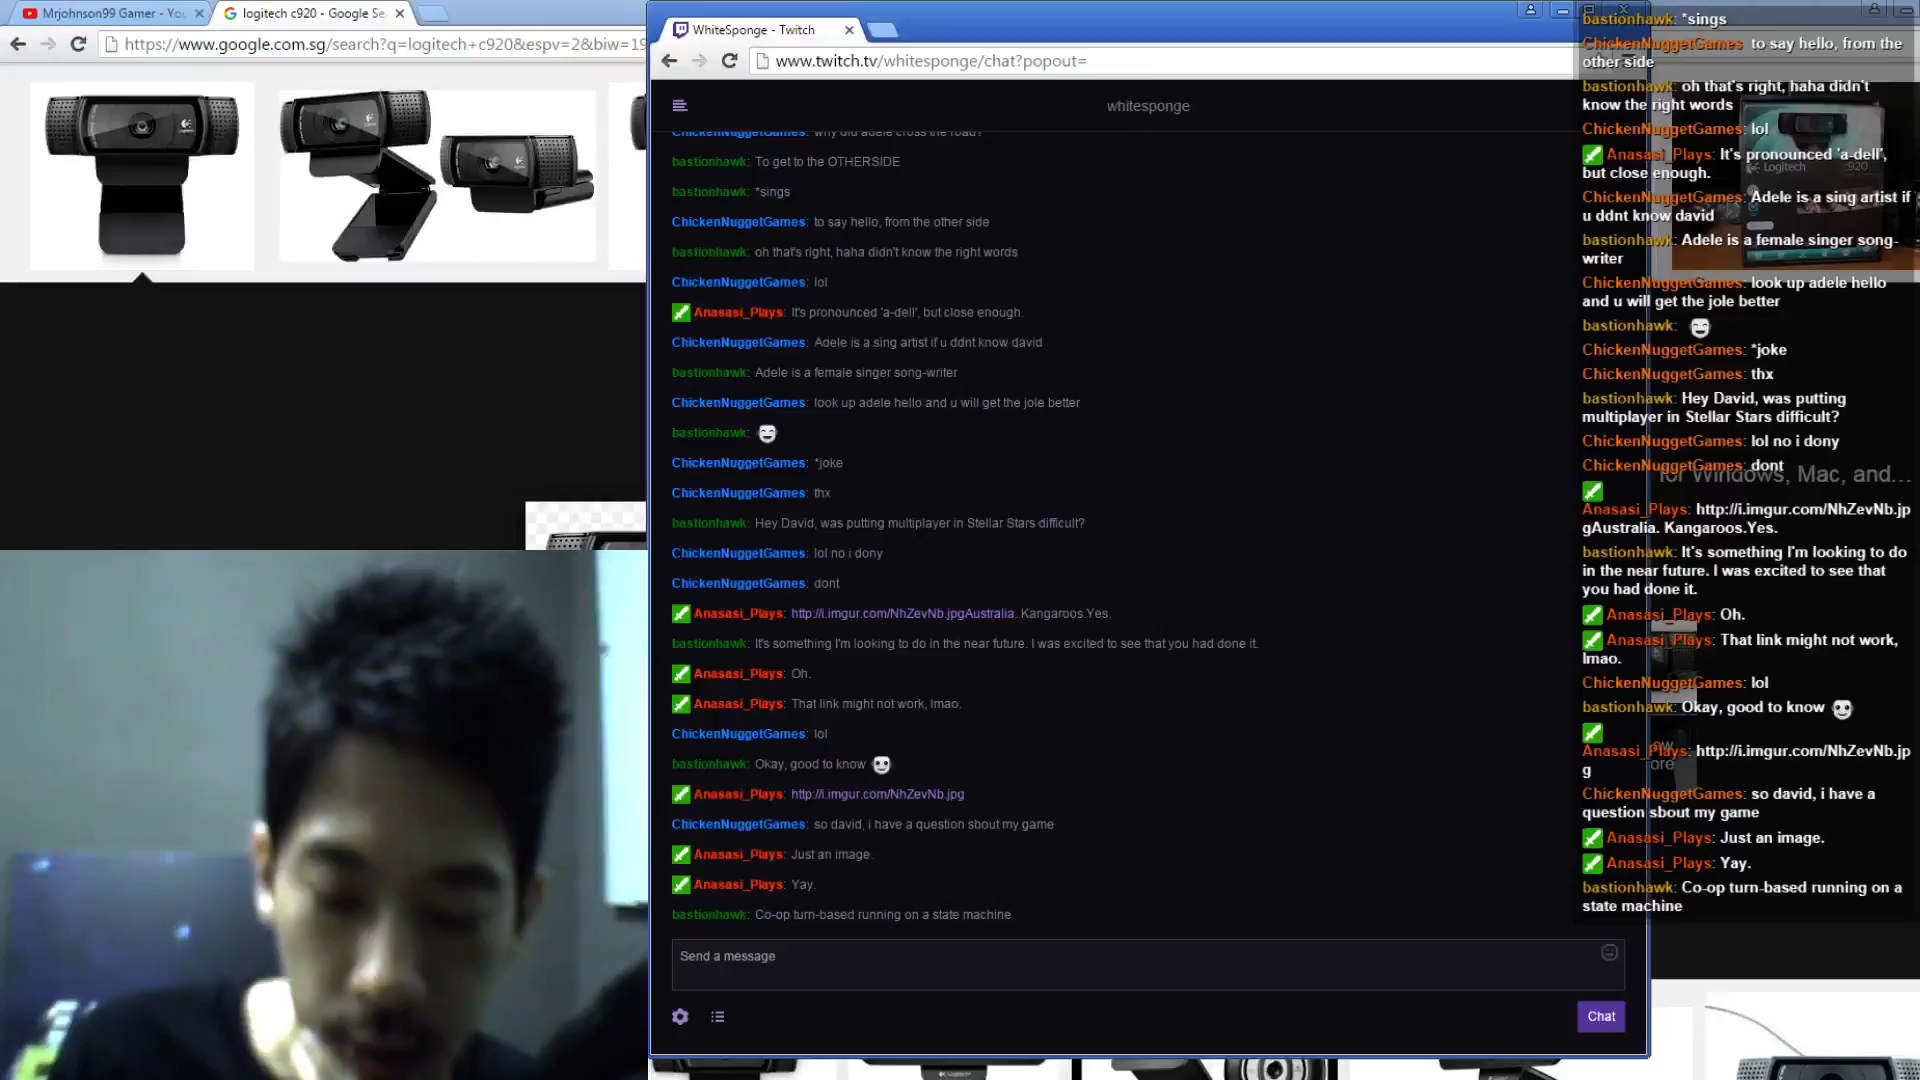 Mrjohnson99 Gamer - You
logitech c920 - Google Se
https://www.google.com.sg/search?q=logitech+c920&espv=2&biw=19
WhiteSponge - Twitch
www.twitch.tv/whitesponge/chat?popout=
whitesponge
ChickenNuggetGames: why did adele cross the road?
bastionhawk: To get to the OTHERSIDE
bastionhawk: *sings
ChickenNuggetGames: to say hello, from the other side
bastionhawk: oh that's right, haha didn't know the right words
ChickenNuggetGames: lol
Anasasi_Plays: It's pronounced 'a-dell', but close enough.
ChickenNuggetGames: Adele is a sing artist if u ddnt know david
bastionhawk: Adele is a female singer song-writer
ChickenNuggetGames: look up adele hello and u will get the jole better
bastionhawk:
ChickenNuggetGames: *joke
ChickenNuggetGames: thx
bastionhawk: Hey David, was putting multiplayer in Stellar Stars difficult?
ChickenNuggetGames: lol no i dony
ChickenNuggetGames: dont
Anasasi_Plays: http://i.imgur.com/NhZevNb.jpgAustralia. Kangaroos.Yes.
bastionhawk: It's something I'm looking to do in the near future. I was excited to see that you had done it.
Anasasi_Plays: Oh.
Anasasi_Plays: That link might not work, lmao.
ChickenNuggetGames: lol
bastionhawk: Okay, good to know
Anasasi_Plays: http://i.imgur.com/NhZevNb.jpg
ChickenNuggetGames: so david, i have a question sbout my game
Anasasi_Plays: Just an image.
Anasasi_Plays: Yay.
bastionhawk: Co-op turn-based running on a state machine
Send a message
Chat
bastionhawk: *sings
ChickenNuggetGames: to say hello, from the
other side
bastionhawk: oh that's right, haha didn't
know the right words
ChickenNuggetGames: lol
Anasasi_Plays: It's pronounced 'a-dell',
but close enough.
Logitech C920
ChickenNuggetGames: Adele is a sing artist if
u ddnt know david
bastionhawk: Adele is a female singer song-
writer
ChickenNuggetGames: look up adele hello
and u will get the jole better
bastionhawk:
ChickenNuggetGames: *joke
ChickenNuggetGames: thx
bastionhawk: Hey David, was putting
multiplayer in Stellar Stars difficult?
ChickenNuggetGames: lol no i dony
ChickenNuggetGames: dont
for Windows, Mac, and...
Anasasi_Plays: http://i.imgur.com/NhZevNb.jp
gAustralia. Kangaroos.Yes.
bastionhawk: It's something I'm looking to do
in the near future. I was excited to see that
you had done it.
Anasasi_Plays: Oh.
Anasasi_Plays: That link might not work,
lmao.
ChickenNuggetGames: lol
bastionhawk: Okay, good to know
Anasasi_Plays: http://i.imgur.com/NhZevNb.jp
g
ChickenNuggetGames: so david, i have a
question sbout my game
Anasasi_Plays: Just an image.
Anasasi_Plays: Yay.
bastionhawk: Co-op turn-based running on a
state machine